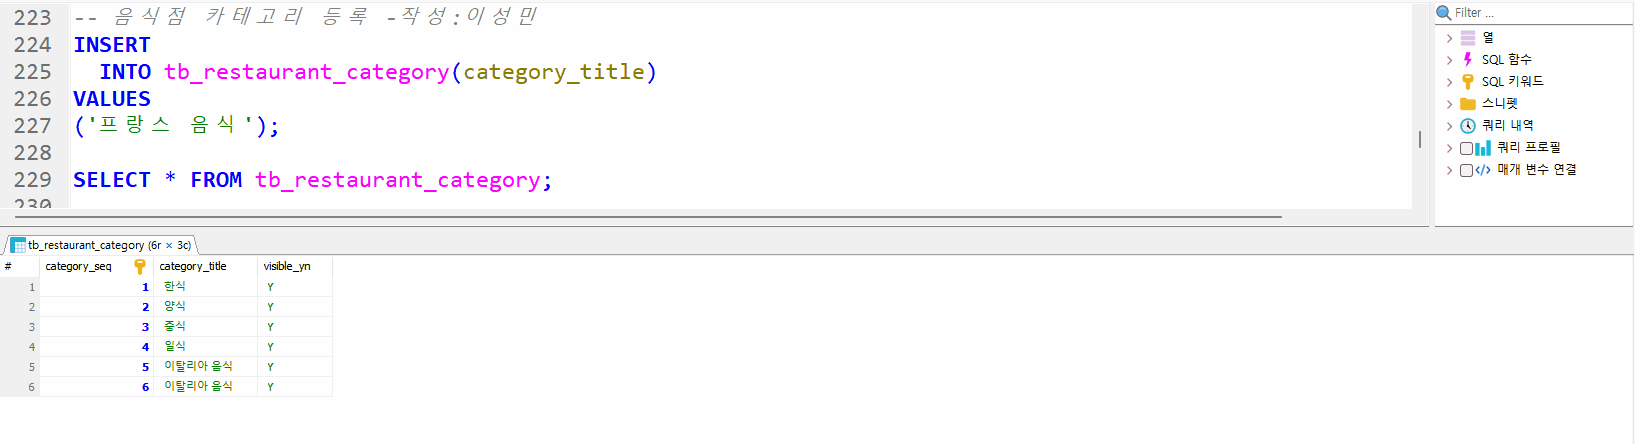 223 -- 음식점 카테고리 등록 -작성:이성민
224 INSERT
225 INTO tb_restaurant_category(category_title)
226 VALUES
227 ('프랑스 음식');
228
229 SELECT * FROM tb_restaurant_category;
230
Filter ...
열
SQL 함수
SQL 키워드
스니펫
쿼리 내역
쿼리 프로필
매개 변수 연결
tb_restaurant_category (6r × 3c)
# category_seq category_title visible_yn
1 1 한식 Y
2 2 양식 Y
3 3 중식 Y
4 4 일식 Y
5 5 이탈리아 음식 Y
6 6 이탈리아 음식 Y